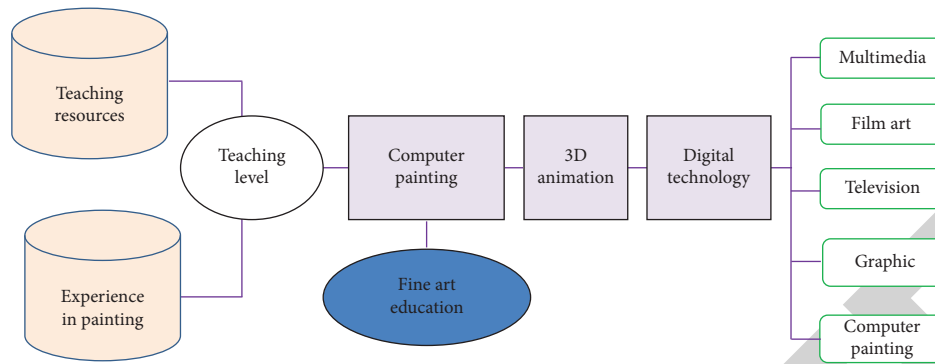 Teaching
resources
Experience
in painting
Teaching
level
Computer
painting
Fine art
education
3D
animation
Digital
technology
Multimedia
Film art
Television
Graphic
Computer
painting